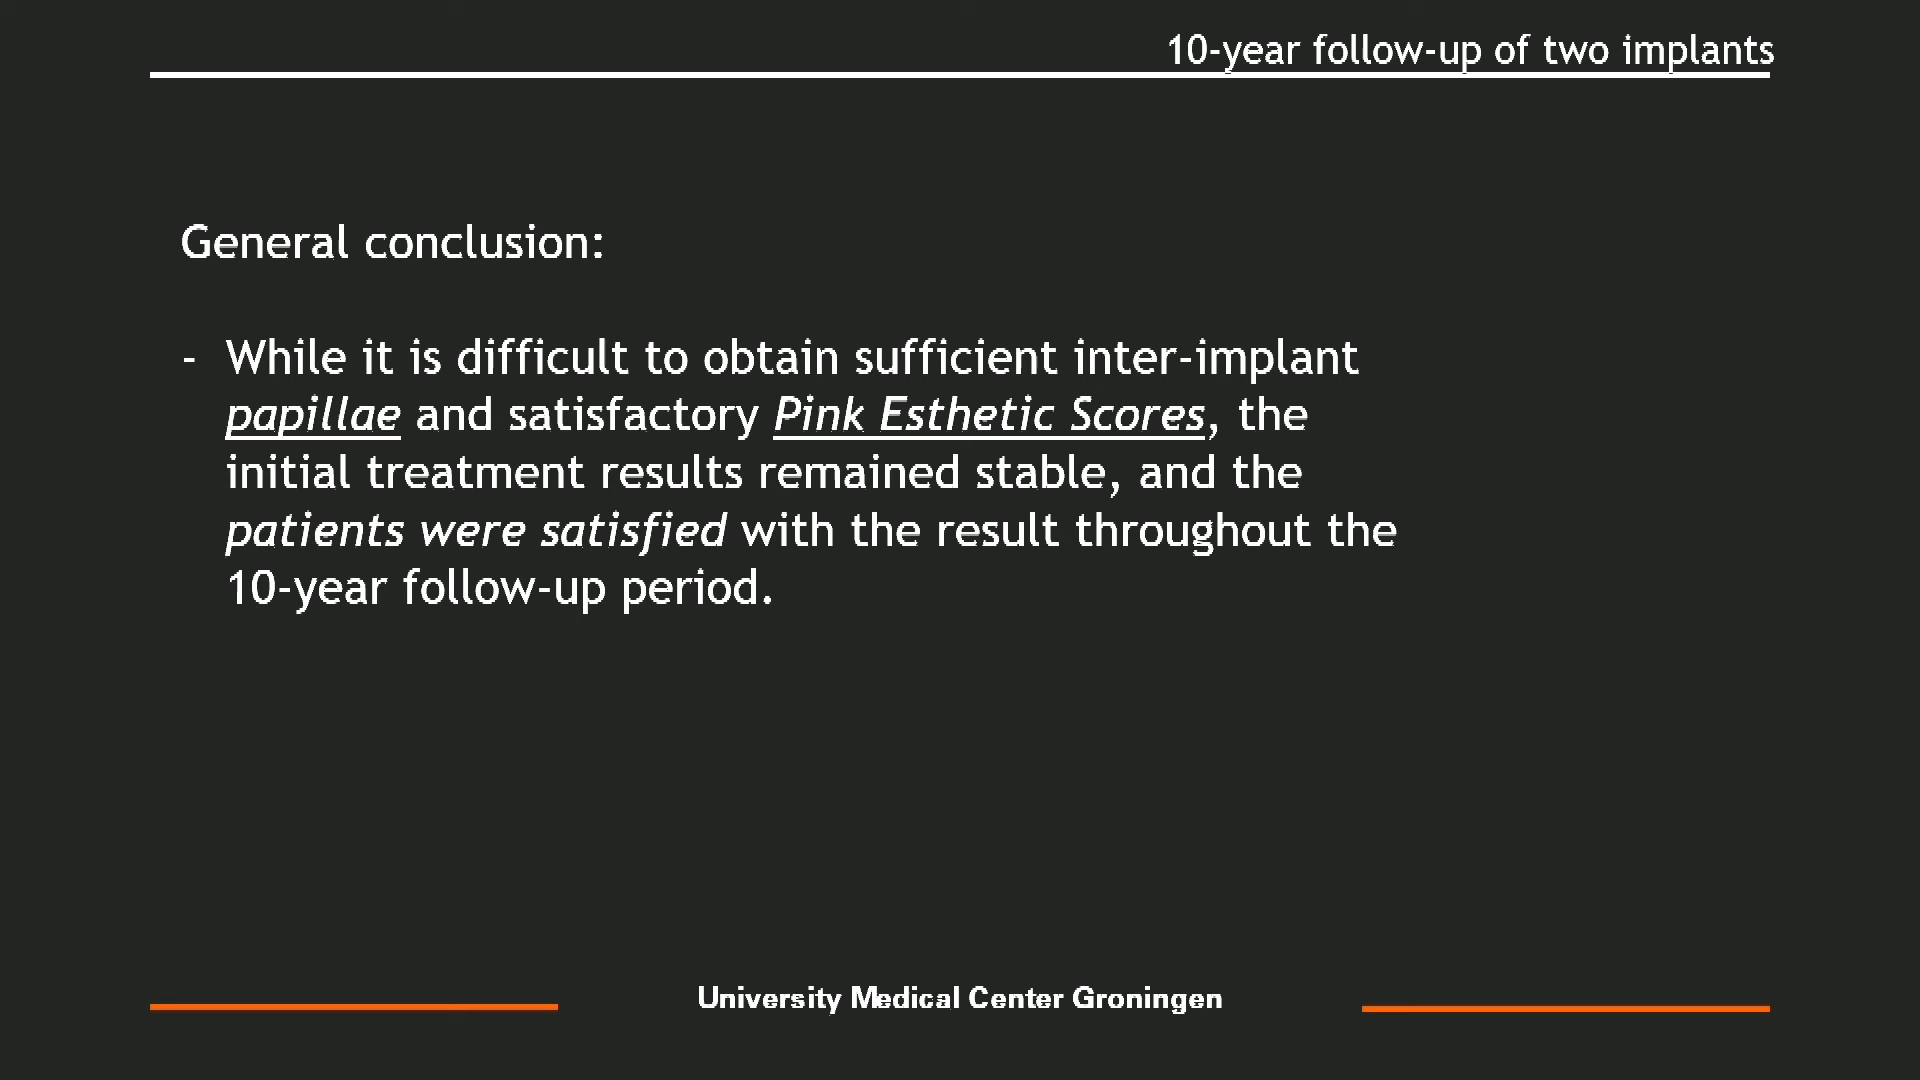 10-year follow-up of two implants
General conclusion:
- While it is difficult to obtain sufficient inter-implant
papillae and satisfactory Pink Esthetic Scores, the
initial treatment results remained stable, and the
patients were satisfied with the result throughout the
10-year follow-up period.
University Medical Center Groningen